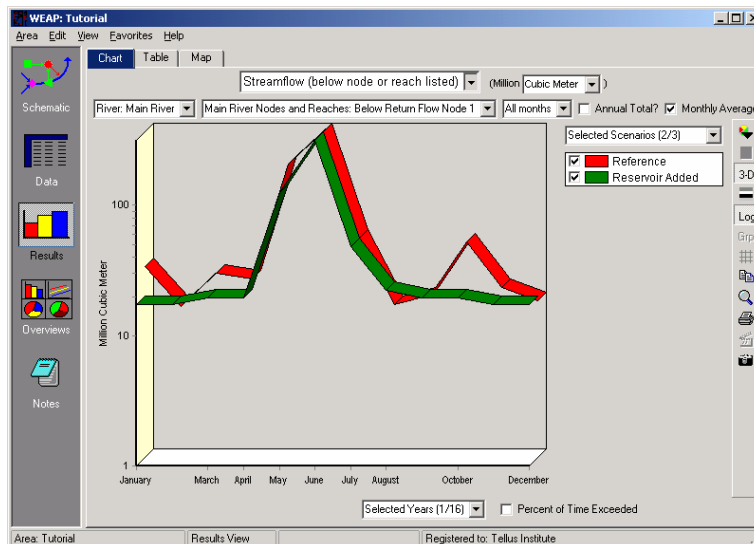 WEAP: Tutorial
Area Edit View Favorites Help
Chart Table Map
Streamflow (below node or reach listed) (Million Cubic Meter )
River: Main River Main River Nodes and Reaches: Below Return Flow Node 1 All months Annual Total? Monthly Average
Selected Scenarios (2/3)
Reference
Reservoir Added
Schematic
Data
Results
Overviews
Notes
3-D
Log
Grp
Million Cubic Meter
100
10
1
January March April May June July August October December
Selected Years (1/16) Percent of Time Exceeded
Area: Tutorial Results View Registered to: Tellus Institute